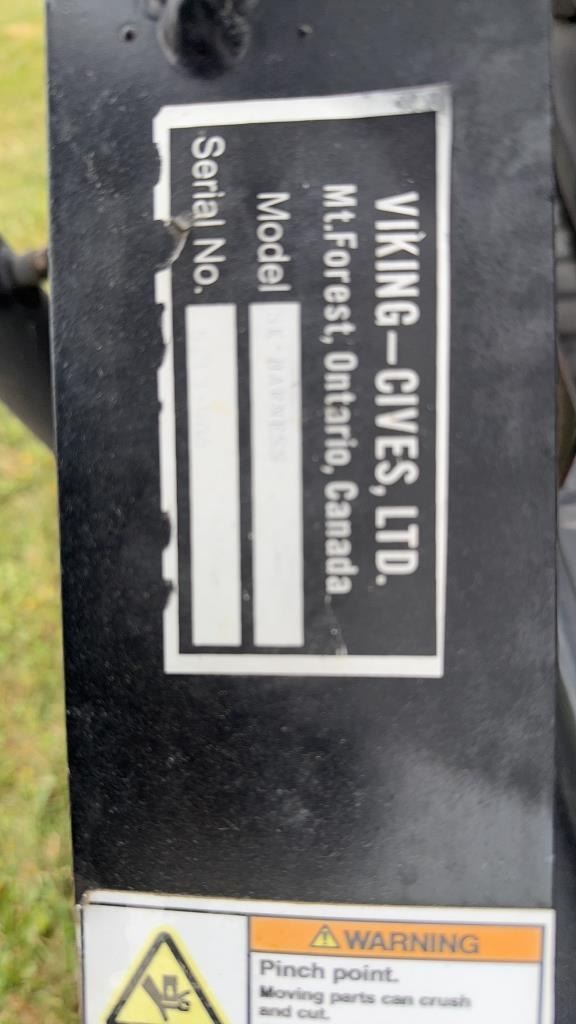 VIKING-CIVES, LTD.
Mt.Forest, Ontario, Canada
Model HARNESS
Serial No.
WARNING
Pinch point.
Moving parts can crush
and cut.